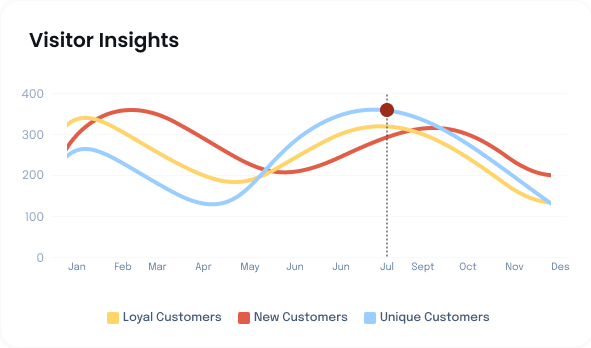 Visitor Insights
400
300
200
100
0
Jan Feb Mar Apr May Jun Jun Jul Sept Oct Nov Des
Loyal Customers New Customers Unique Customers